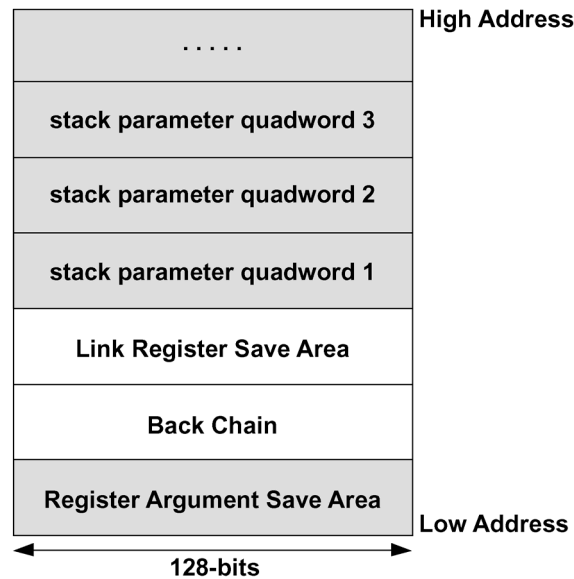 High Address
. . . . .
stack parameter quadword 3
stack parameter quadword 2
stack parameter quadword 1
Link Register Save Area
Back Chain
Register Argument Save Area
Low Address
128-bits